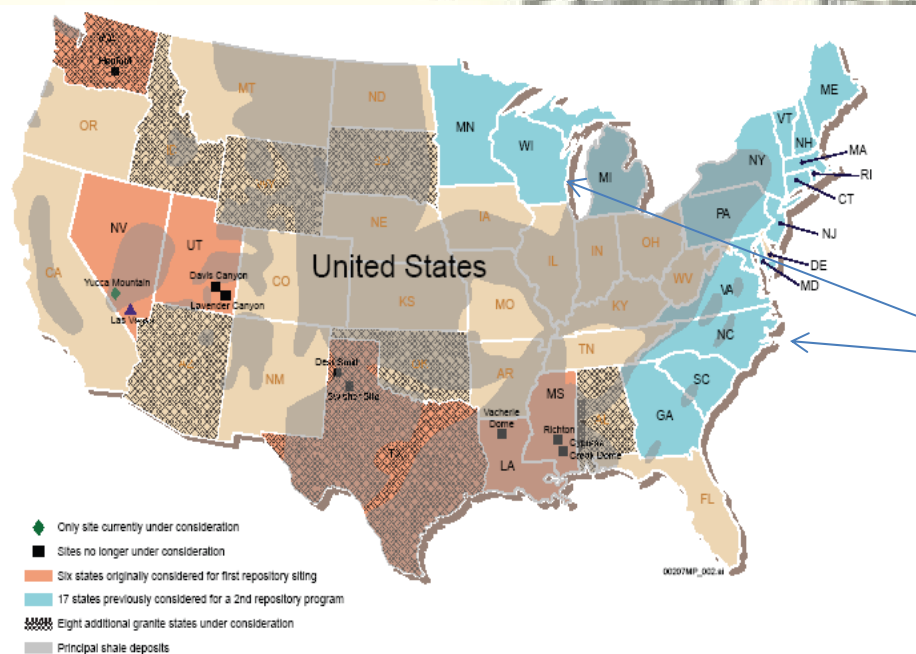 Hanford
MT
ND
OR
MN
WI
MI
ME
VT
NH
NY
MA
RI
CT
NJ
DE
MD
PA
NV
UT
CA
CO
NE
IA
IL
IN
OH
WV
VA
Yucca Mountain
Davis Canyon
Lavender Canyon
Las Vegas
United States
KS
MO
KY
NC
TN
SC
NM
AR
MS
GA
Deaf Smith
Swisher Site
Vacherie
Dome
Richton
Cypress
Creek Dome
TX
LA
FL
Only site currently under consideration
Sites no longer under consideration
Six states originally considered for first repository siting
17 states previously considered for a 2nd repository program
Eight additional granite states under consideration
Principal shale deposits
00207MP_002.ai